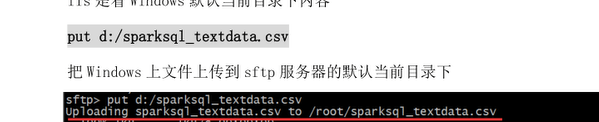 lls 是看 Windows 默认当前目录下内容
put d:/sparksql_textdata.csv
把 Windows 上文件上传到 sftp 服务器的默认当前目录下
sftp> put d:/sparksql_textdata.csv
Uploading sparksql_textdata.csv to /root/sparksql_textdata.csv